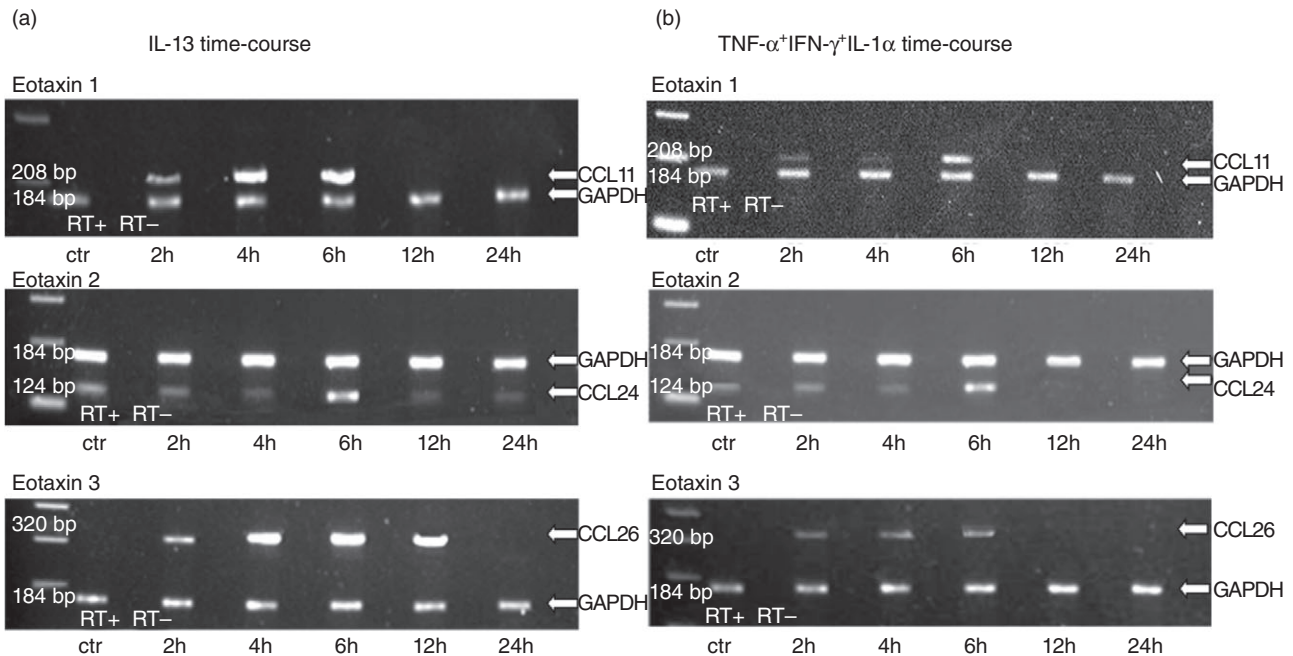 (a)
IL-13 time-course
Eotaxin 1
208 bp
CCL11
184 bp
GAPDH
RT+ RT–
ctr 2h 4h 6h 12h 24h
Eotaxin 2
184 bp
GAPDH
124 bp
CCL24
RT+ RT–
ctr 2h 4h 6h 12h 24h
Eotaxin 3
320 bp
CCL26
184 bp
GAPDH
RT+ RT–
ctr 2h 4h 6h 12h 24h
(b)
TNF-α⁺IFN-γ⁺IL-1α time-course
Eotaxin 1
208 bp
CCL11
184 bp
GAPDH
RT+ RT–
ctr 2h 4h 6h 12h 24h
Eotaxin 2
184 bp
GAPDH
124 bp
CCL24
RT+ RT–
ctr 2h 4h 6h 12h 24h
Eotaxin 3
CCL26
320 bp
184 bp
GAPDH
RT+ RT–
ctr 2h 4h 6h 12h 24h